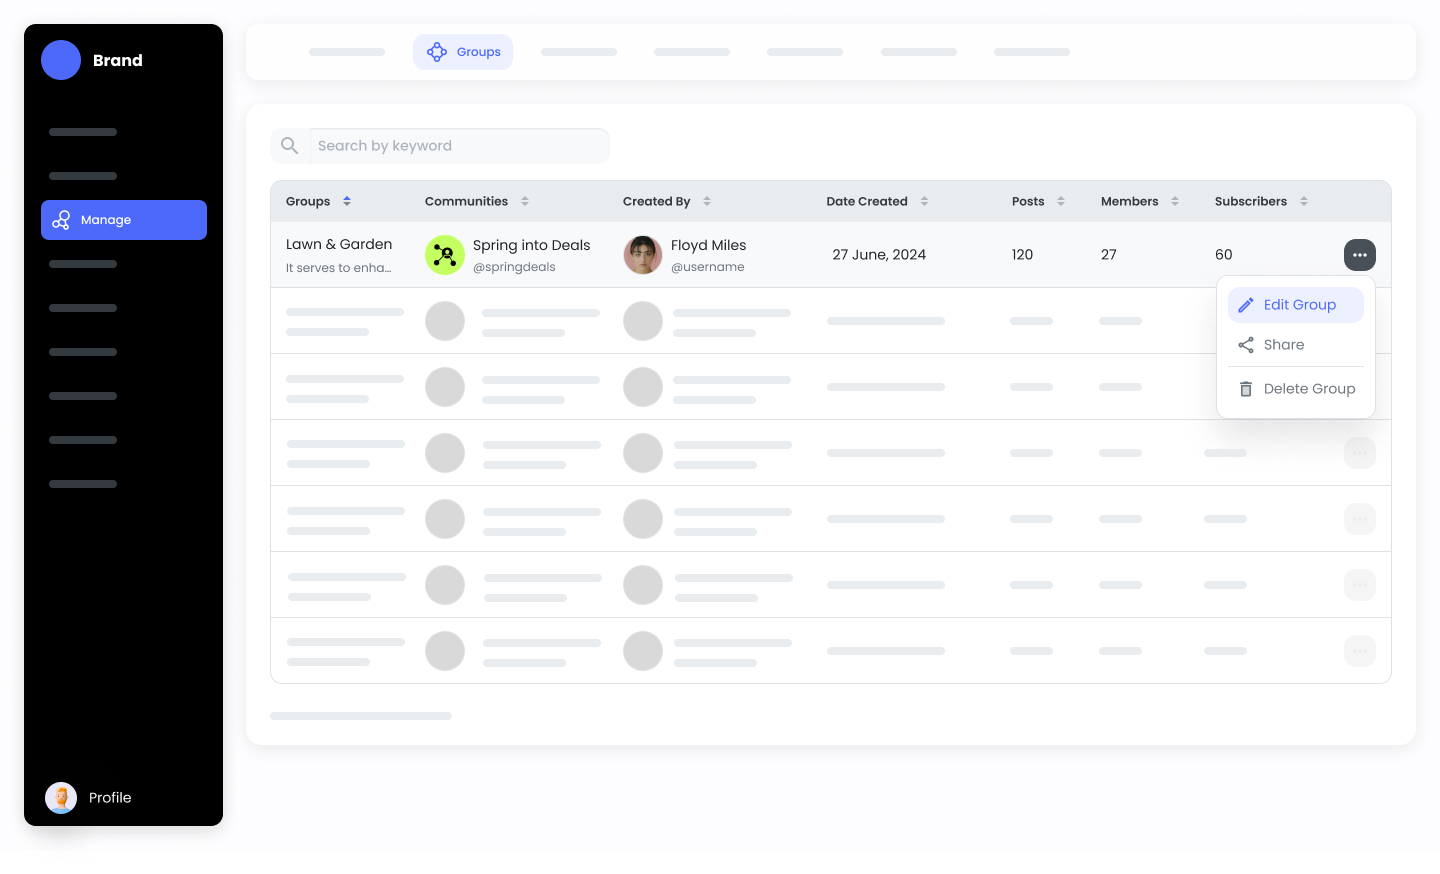 Brand
Groups
Manage
Search by keyword
Groups Communities Created By Date Created Posts Members Subscribers
Lawn & Garden Spring into Deals Floyd Miles 27 June, 2024 120 27 60
It serves to enha... @springdeals @username
Edit Group
Share
Delete Group
Profile